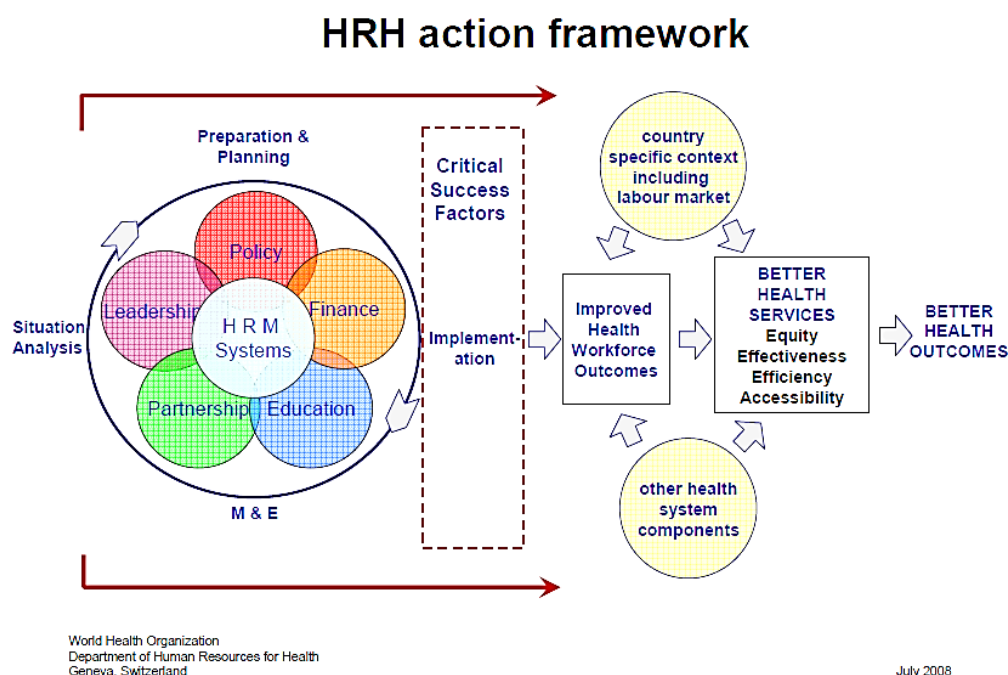 HRH action framework
Preparation &
Planning
Critical
Success
Factors
country
specific context
including
labour market
Policy
Leadership
Finance
H R M
Systems
Situation
Analysis
Implement-
ation
Improved
Health
Workforce
Outcomes
BETTER
HEALTH
SERVICES
Equity
Effectiveness
Efficiency
Accessibility
BETTER
HEALTH
OUTCOMES
Partnership
Education
M & E
other health
system
components
World Health Organization
Department of Human Resources for Health
Geneva, Switzerland
July 2008